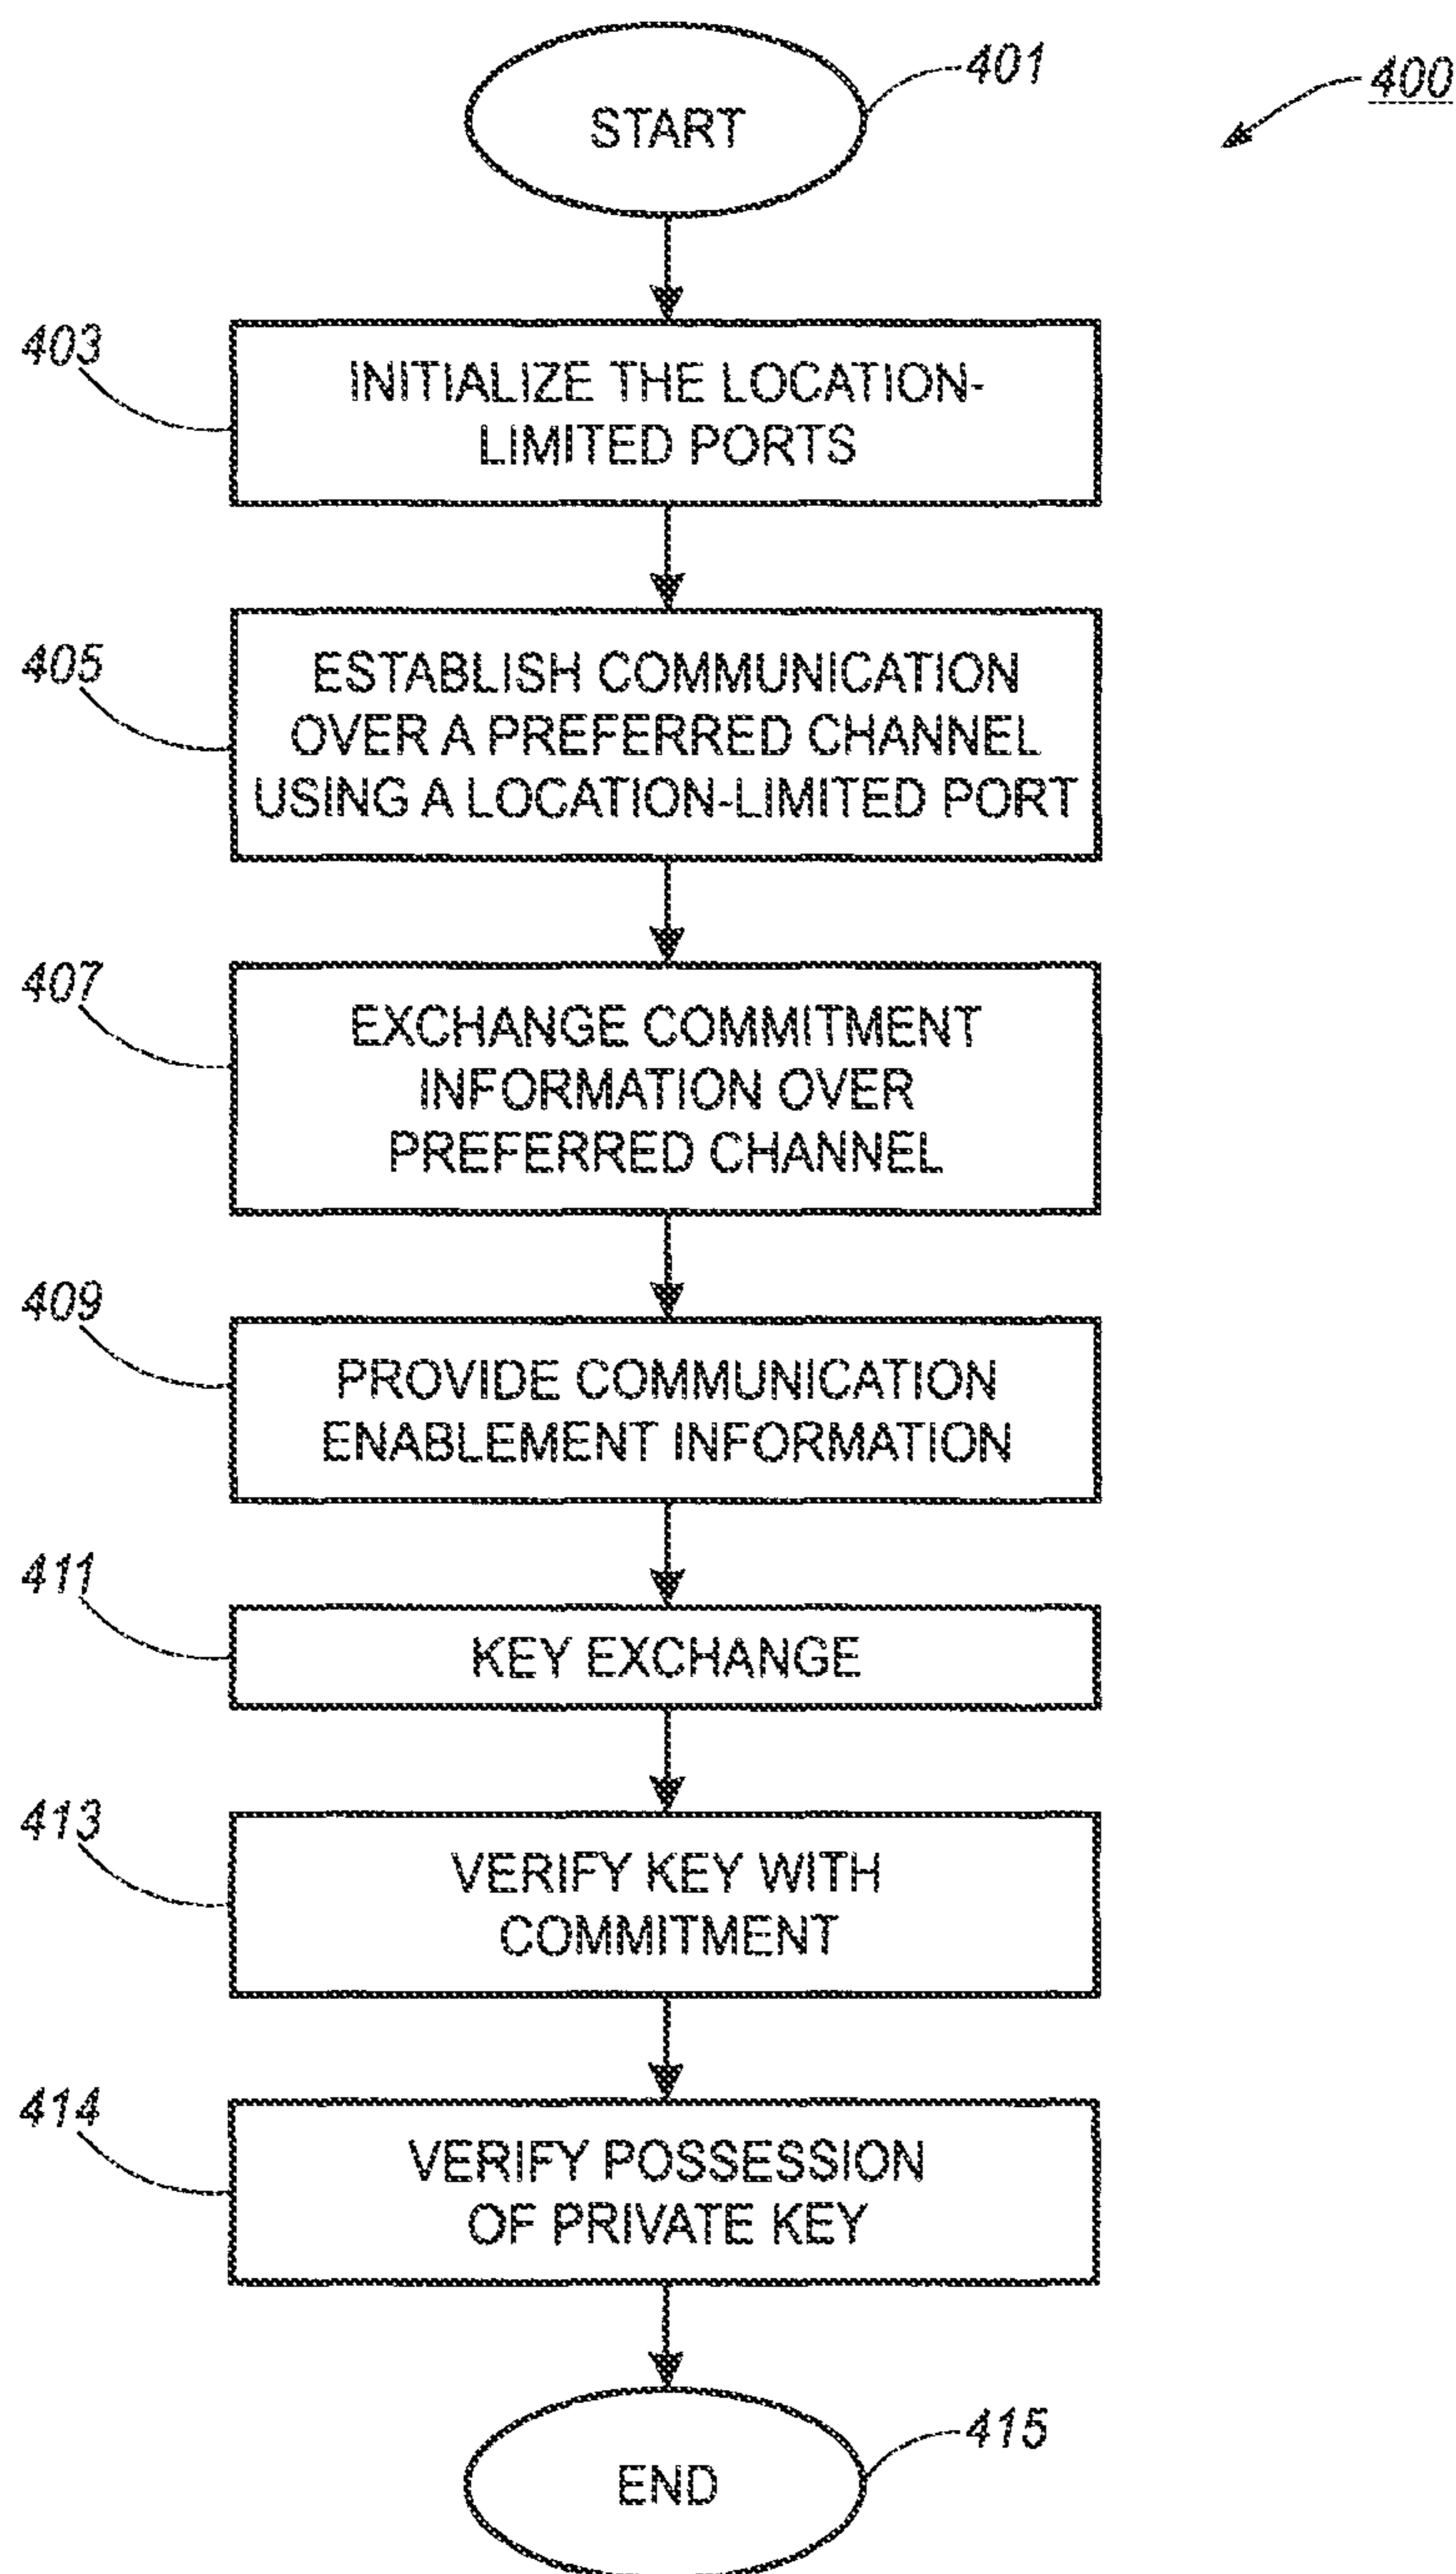 401
400
START
403
INITIALIZE THE LOCATION-
LIMITED PORTS
405
ESTABLISH COMMUNICATION
OVER A PREFERRED CHANNEL
USING A LOCATION-LIMITED PORT
407
EXCHANGE COMMITMENT
INFORMATION OVER
PREFERRED CHANNEL
409
PROVIDE COMMUNICATION
ENABLEMENT INFORMATION
411
KEY EXCHANGE
413
VERIFY KEY WITH
COMMITMENT
414
VERIFY POSSESSION
OF PRIVATE KEY
415
END